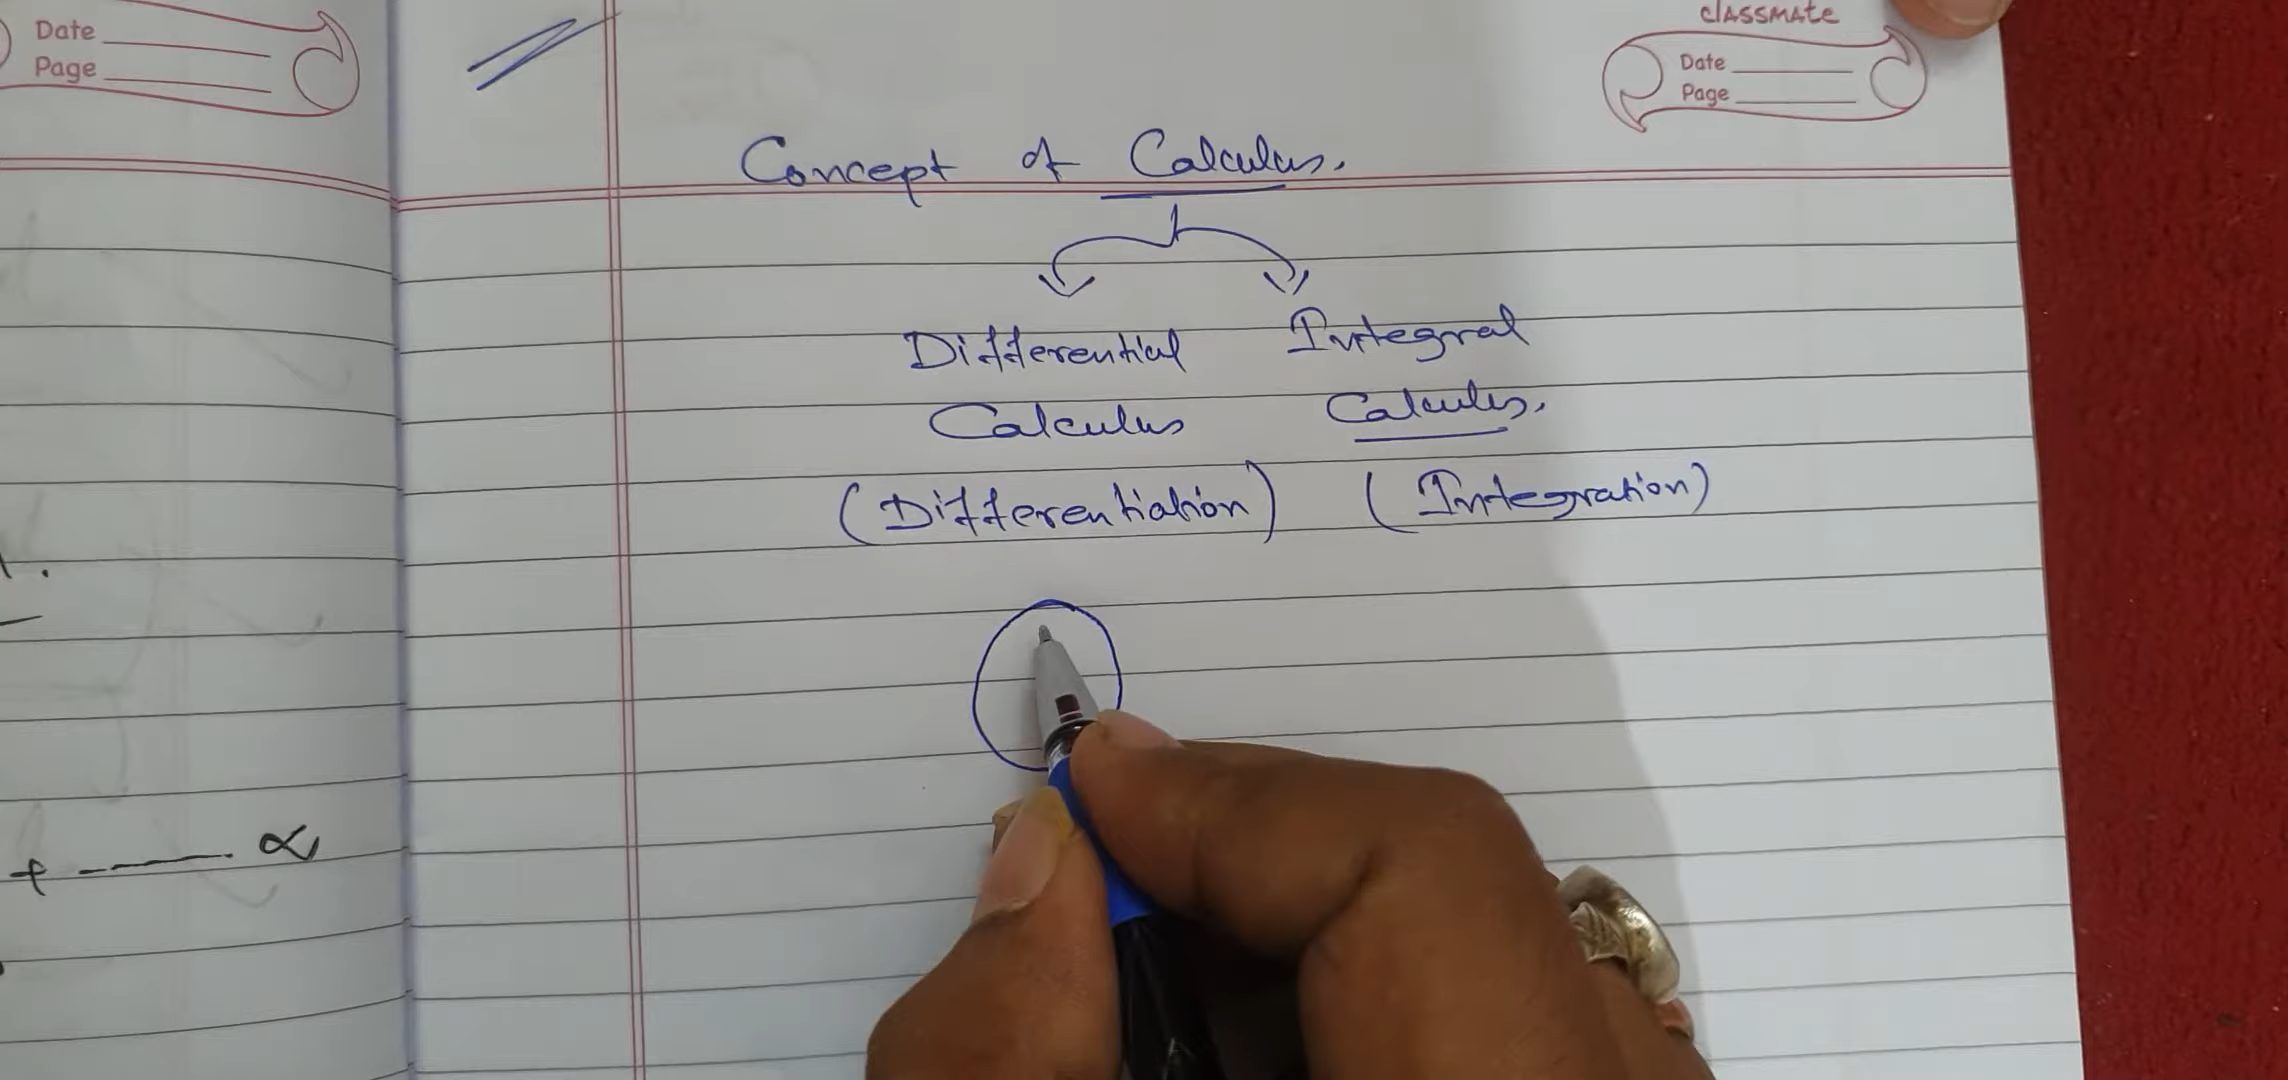 Date
Page
+ ------ ∝
classmate
Date
Page
Concept of Calculus.
Differential Integral
Calculus Calculus.
(Differentiation) (Integration)